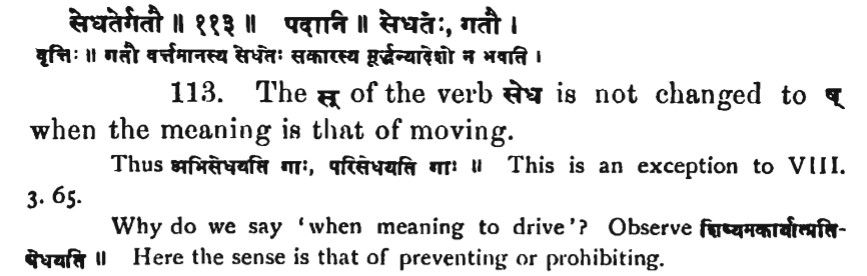 सेधतेर्गतौ ॥ ११३ ॥ पदानि ॥ सेधतेः, गतौ ।
वृत्तिः ॥ गतौ वर्त्तमानस्य सेधतेः सकारस्य मूर्द्धन्यादेशो न भवति ।
113. The स् of the verb सेध is not changed to ष्
when the meaning is that of moving.
Thus अभिसेधयति गाः, परिसेधयति गाः ॥ This is an exception to VIII.
3. 65.
Why do we say 'when meaning to drive'? Observe शिष्यमकार्यात्प्रति-
षेधयति ॥ Here the sense is that of preventing or prohibiting.